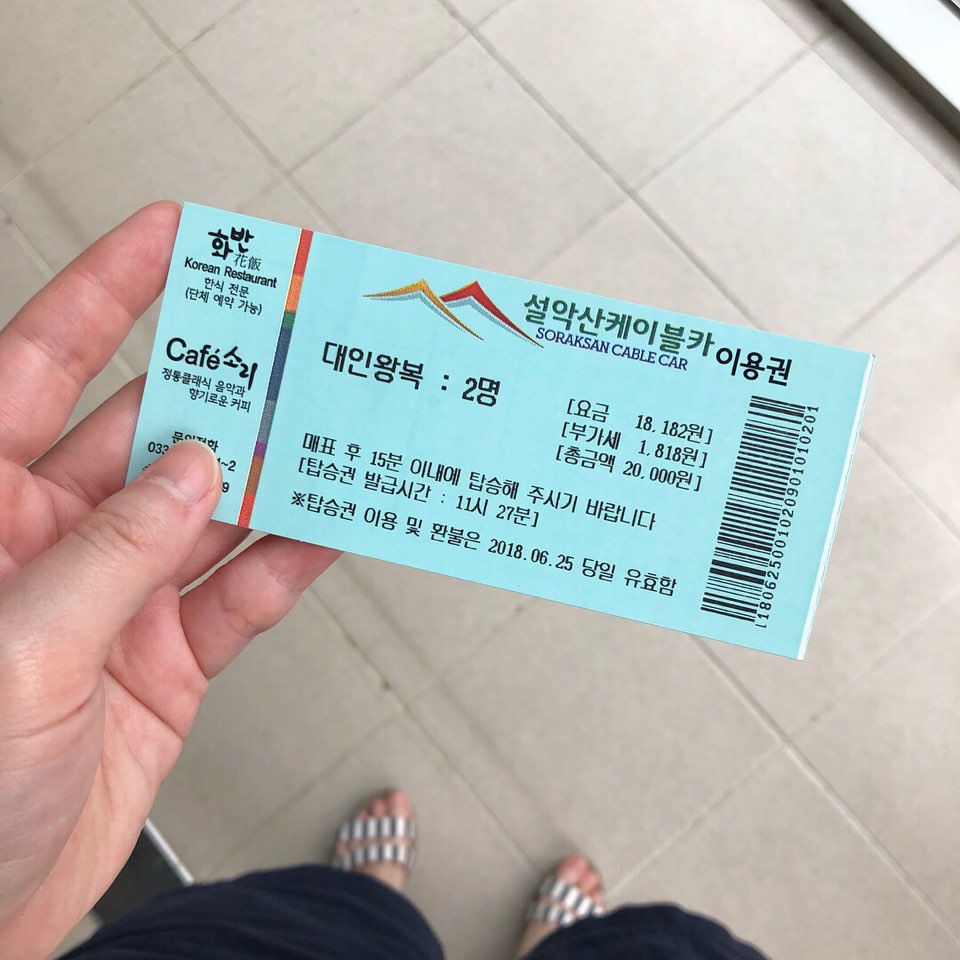 화반
花飯
Korean Restaurant
한식 전문
(단체 예약 가능)
Café 소리
정통클래식 음악과
향기로운 커피
033
~2
9
설악산케이블카 이용권
SORAKSAN CABLE CAR
대인왕복 : 2명
[요금 18.182원]
[부가세 1.818원]
[총금액 20.000원]
매표 후 15분 이내에 탑승해 주시기 바랍니다
[탑승권 발급시간 : 11시 27분]
※탑승권 이용 및 환불은 2018.06.25 당일 유효함
[180625001020901010201